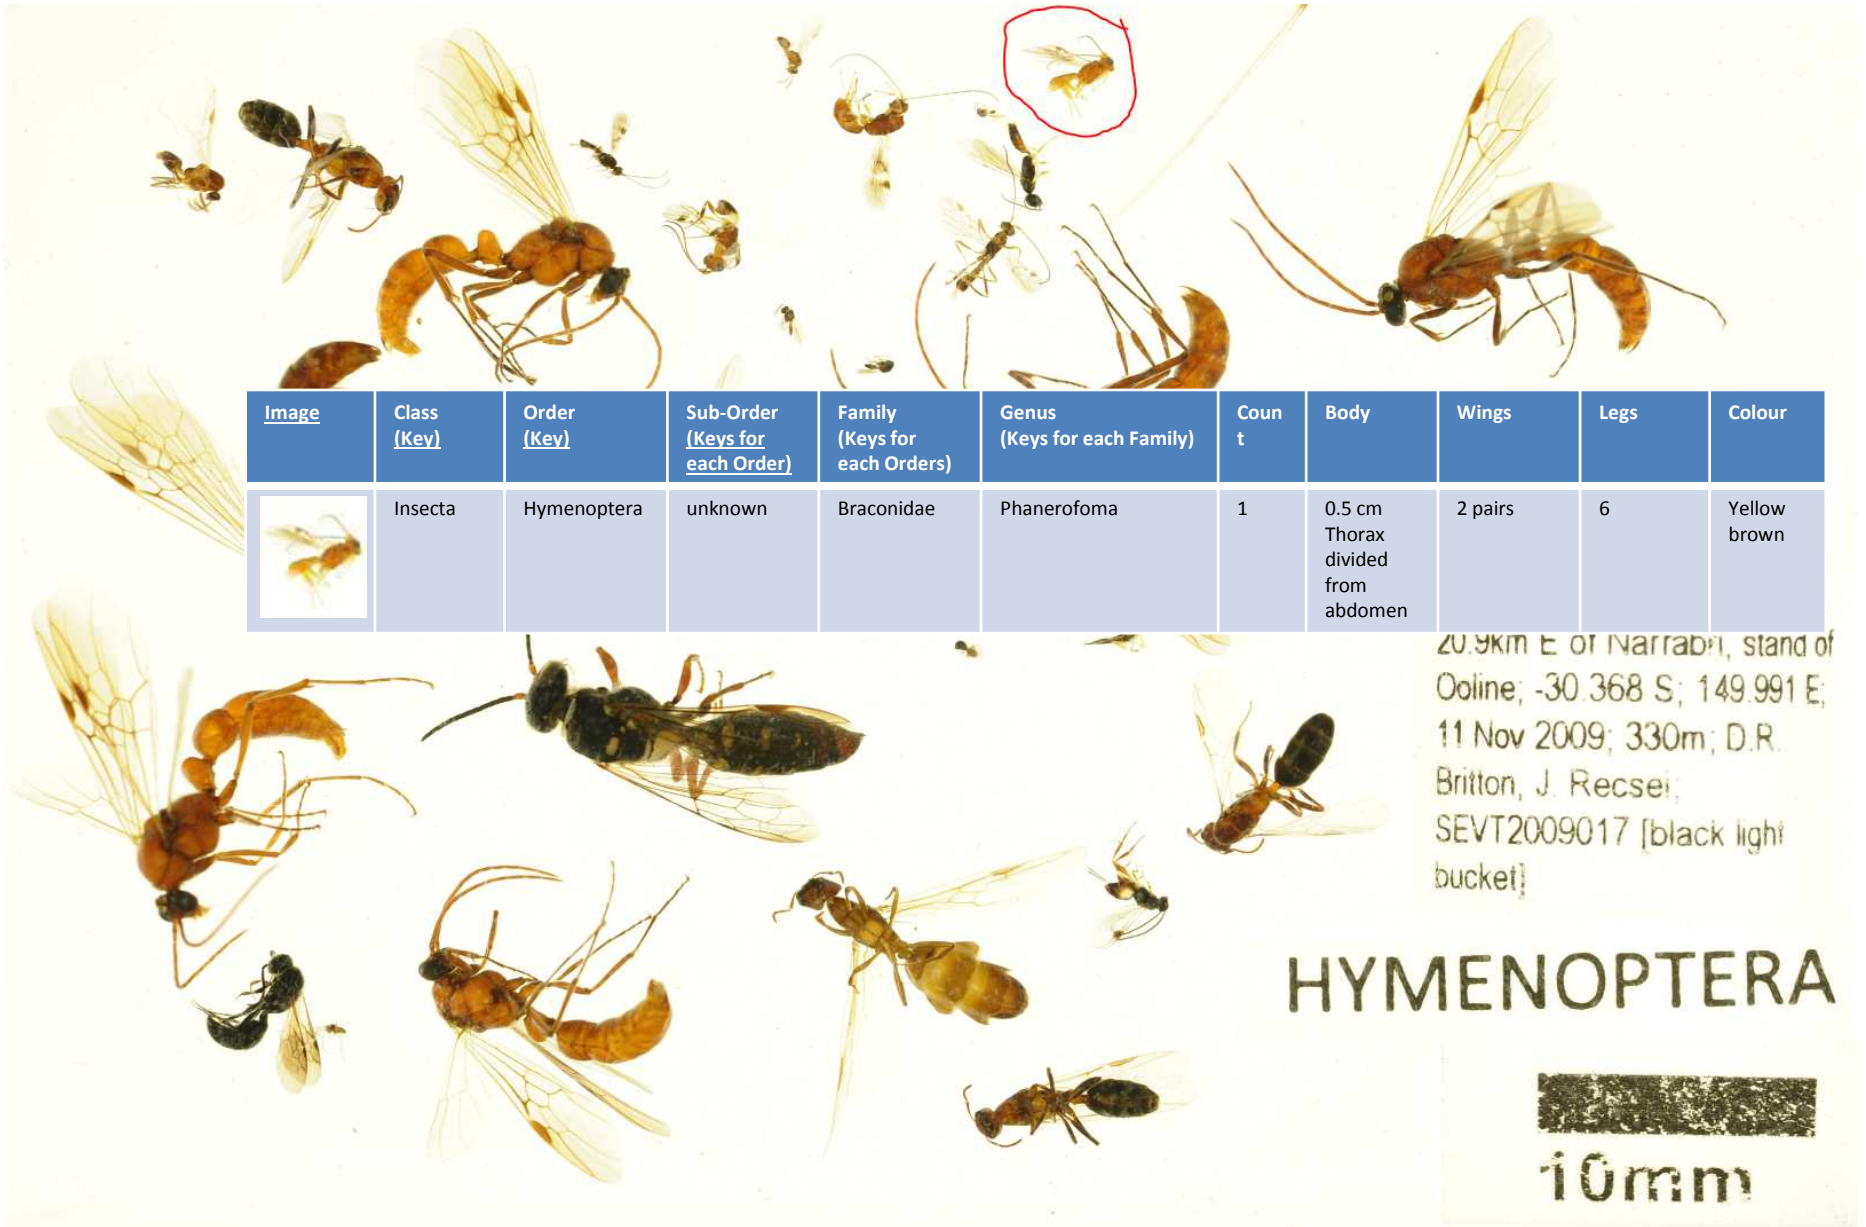 Image
Class
(Key)
Order
(Key)
Sub-Order
(Keys for
each Order)
Family
(Keys for
each Orders)
Genus
(Keys for each Family)
Coun
t
Body
Wings
Legs
Colour
Insecta
Hymenoptera
unknown
Braconidae
Phanerofoma
1
0.5 cm
Thorax
divided
from
abdomen
2 pairs
6
Yellow
brown
20.9km E of Narrabri, stand of
Ooline; -30.368 S; 149.991 E;
11 Nov 2009; 330m; D.R.
Britton, J. Recsei;
SEVT2009017 [black light
bucket]
HYMENOPTERA
10mm